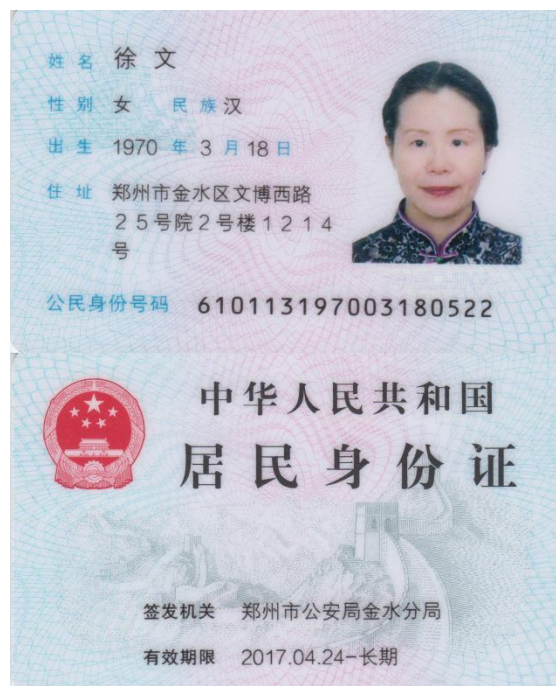 姓名 徐文
性别 女 民族 汉
出生 1970 年 3 月 18 日
住址 郑州市金水区文博西路
25号院2号楼1214
号
公民身份号码 610113197003180522
中华人民共和国
居民身份证
签发机关 郑州市公安局金水分局
有效期限 2017.04.24-长期